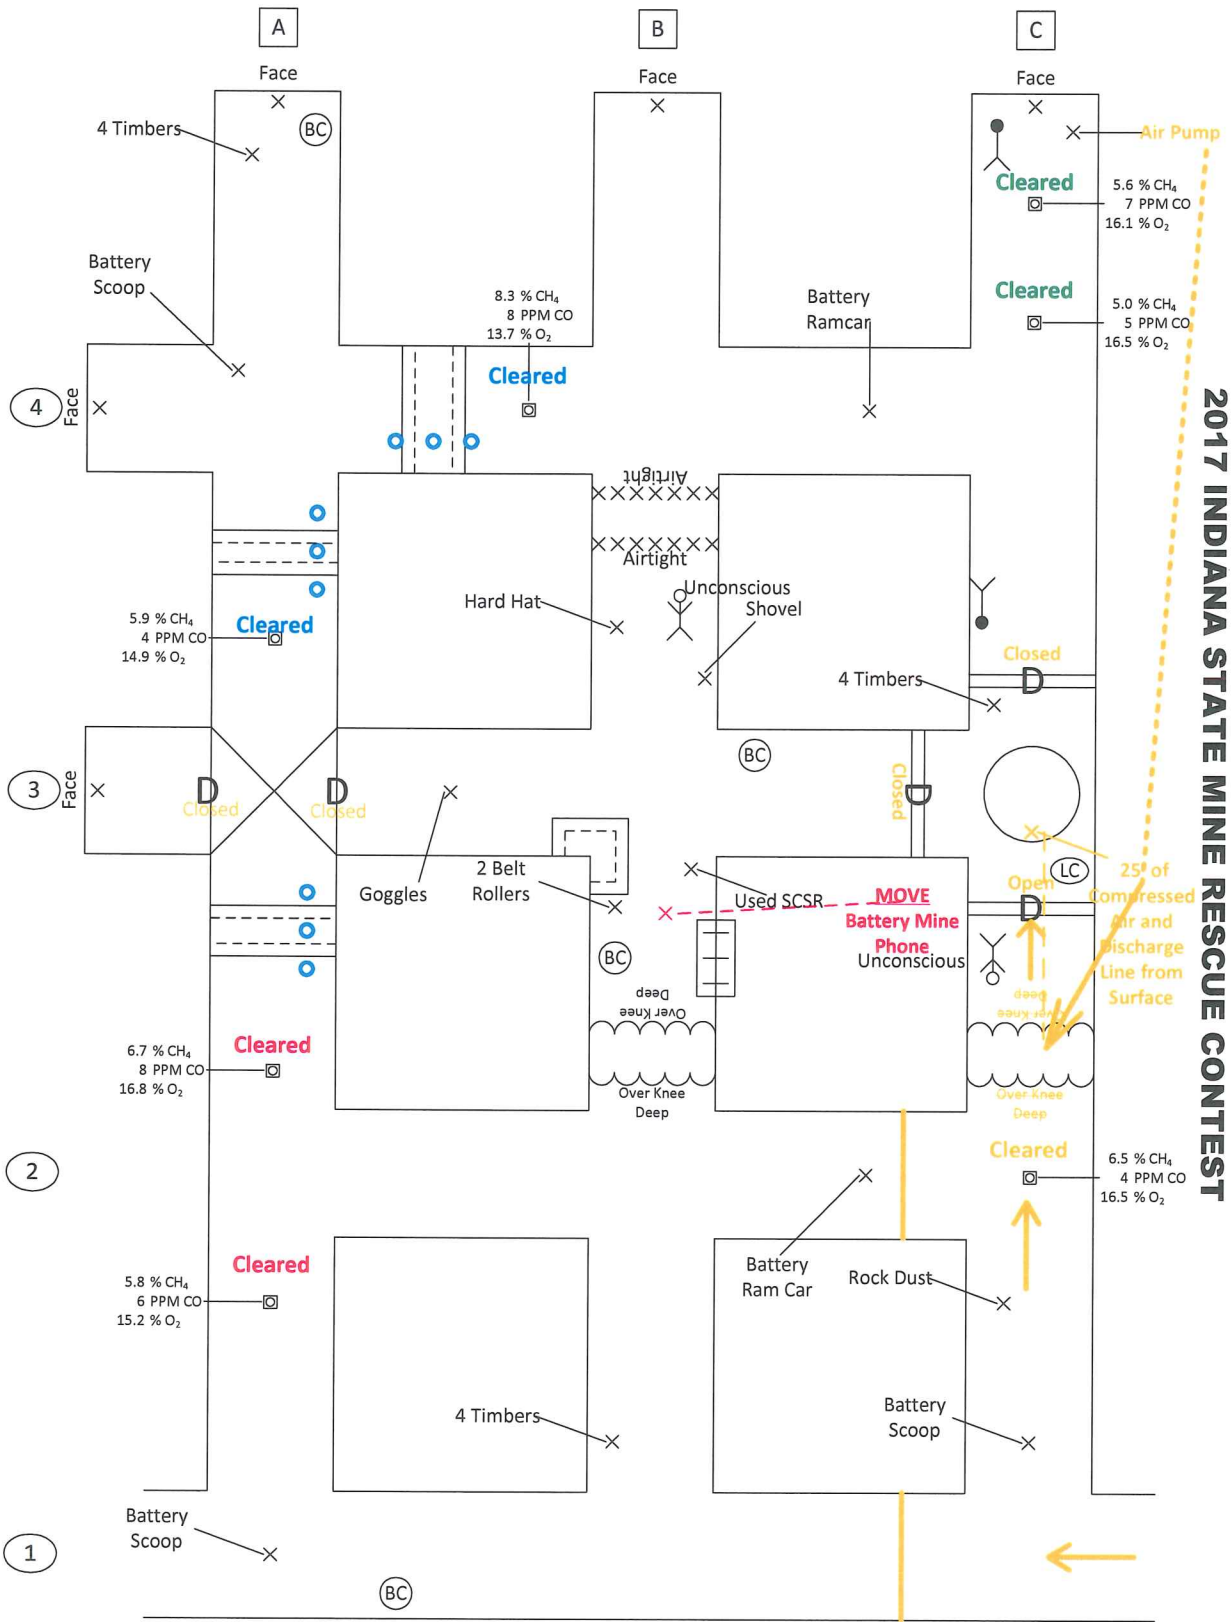 A
B
C
Face
Face
Face
4 Timbers
BC
Air Pump
Cleared
5.6 % CH₄
7 PPM CO
16.1 % O₂
Battery
Scoop
8.3 % CH₄
8 PPM CO
13.7 % O₂
Battery
Ramcar
Cleared
5.0 % CH₄
5 PPM CO
16.5 % O₂
Cleared
4
Face
2017 INDIANA STATE MINE RESCUE CONTEST
Airtight
Airtight
Unconscious
Shovel
Hard Hat
5.9 % CH₄
4 PPM CO
14.9 % O₂
Cleared
Closed
D
4 Timbers
BC
3
Face
D
Closed
D
Closed
Closed
D
Goggles
2 Belt
Rollers
Used SCSR
MOVE
Battery Mine
Phone
Unconscious
LC
Open
D
25' of
Compressed
Air and
Discharge
Line from
Surface
BC
Over Knee
Deep
Over Knee
Deep
Over Knee
Deep
Over Knee
Deep
6.7 % CH₄
8 PPM CO
16.8 % O₂
Cleared
Cleared
6.5 % CH₄
4 PPM CO
16.5 % O₂
2
5.8 % CH₄
6 PPM CO
15.2 % O₂
Cleared
Battery
Ram Car
Rock Dust
4 Timbers
Battery
Scoop
Battery
Scoop
1
BC